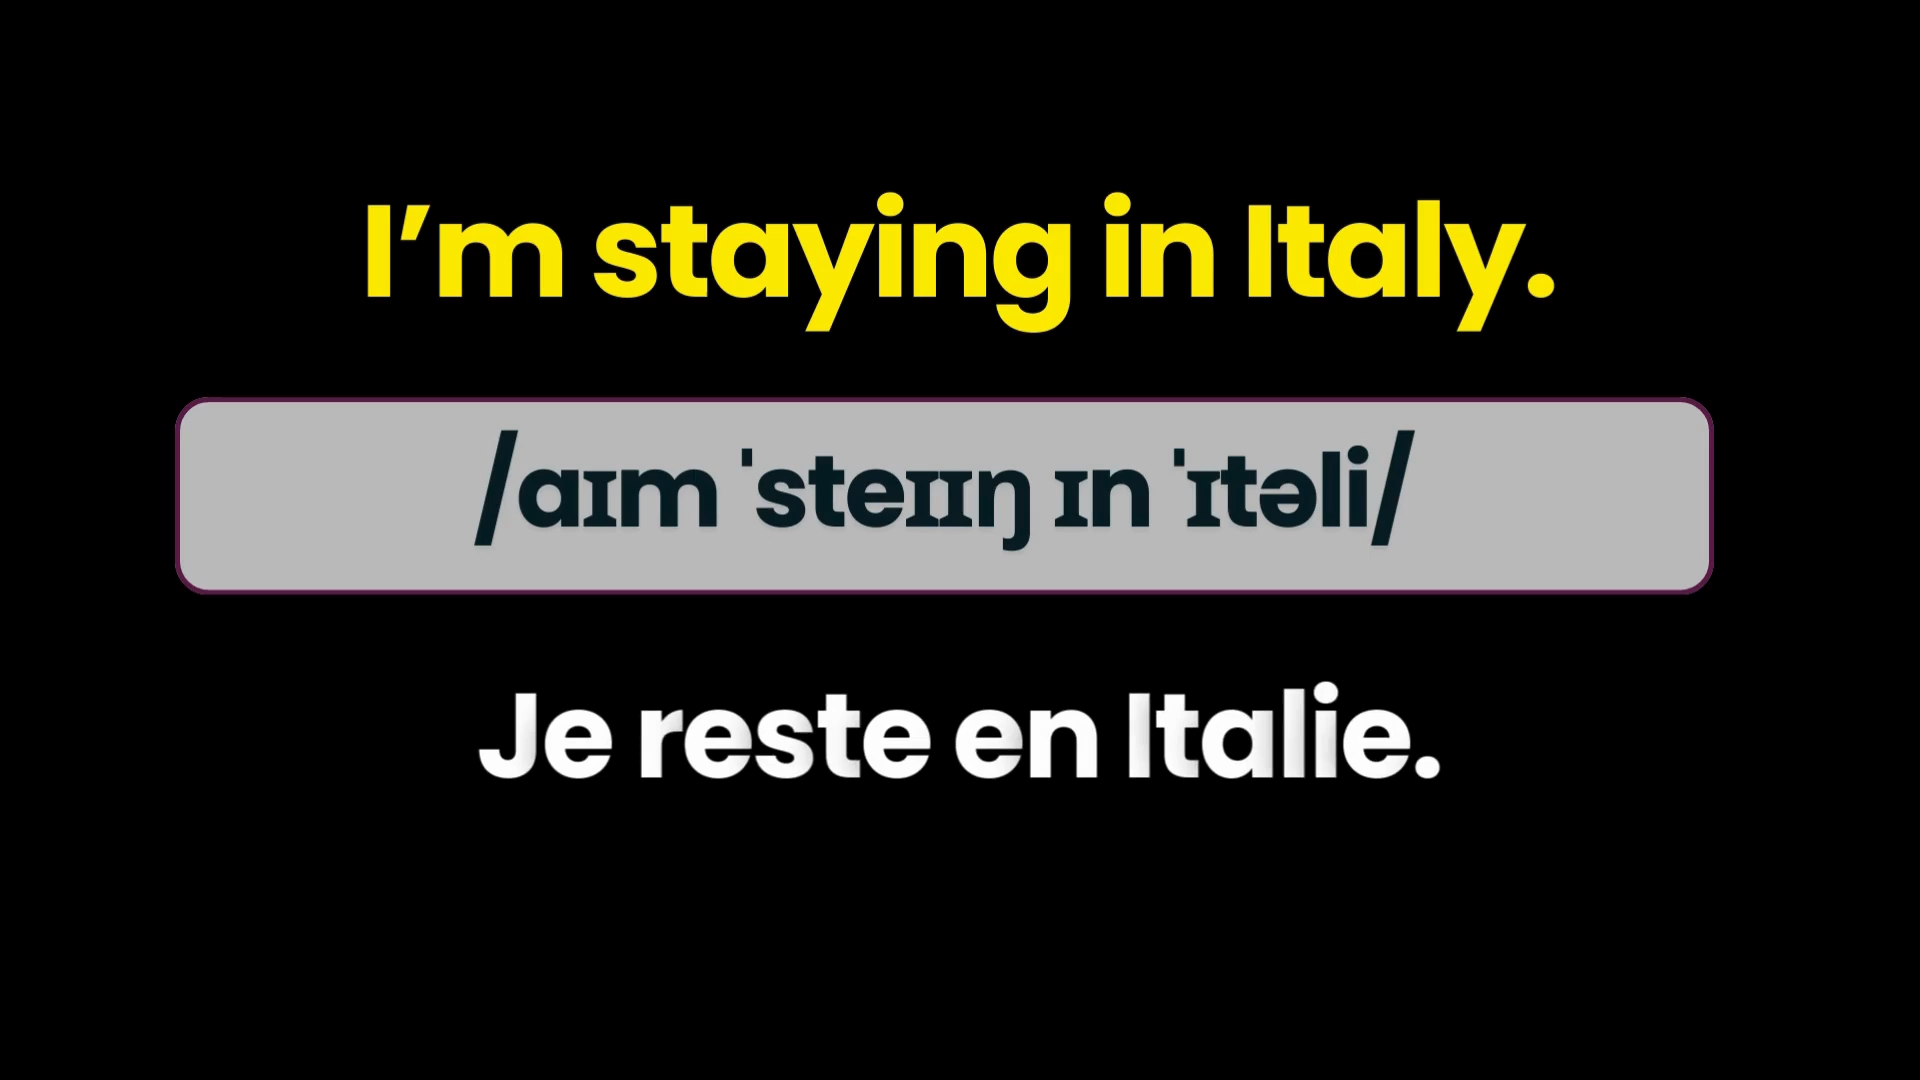 I’m staying in Italy.
/aɪm ˈsteɪɪŋ ɪn ˈɪtəli/
Je reste en Italie.